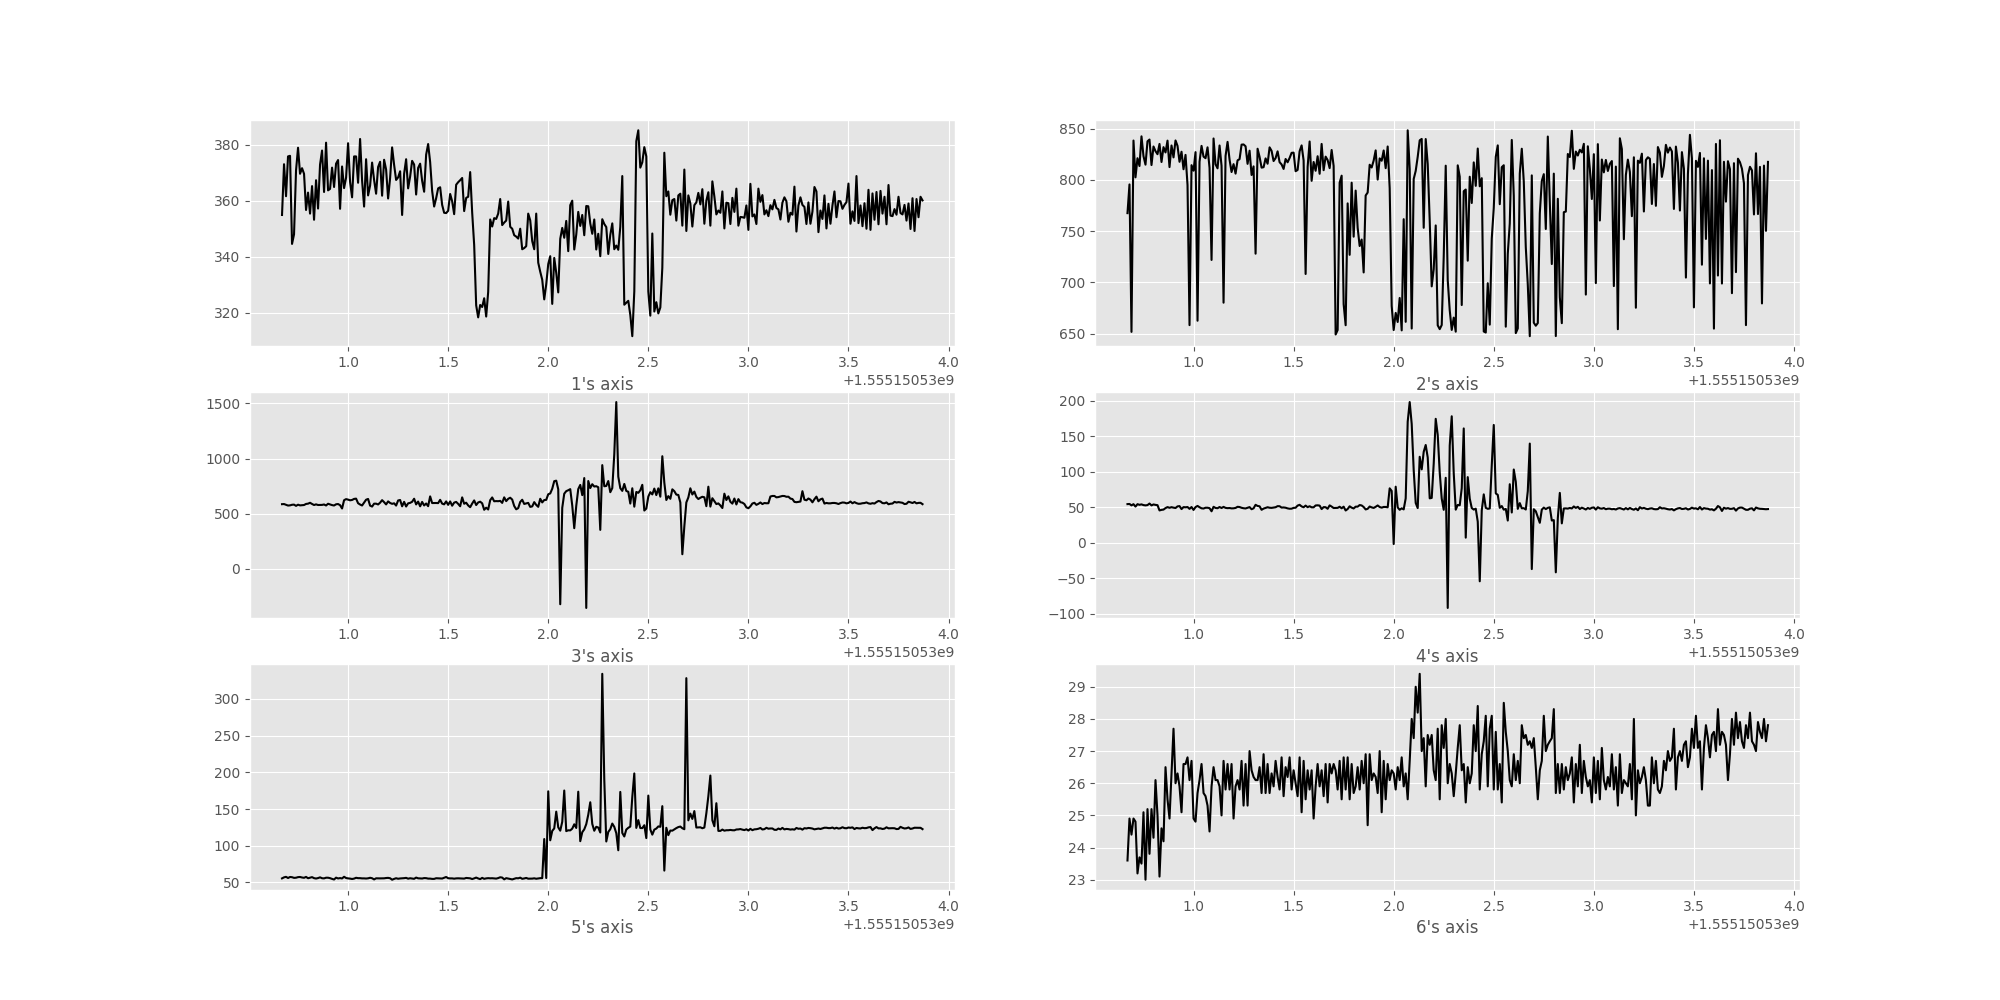 380
360
340
320
1.0 1.5 2.0 2.5 3.0 3.5 4.0
+1.55515053e9
1's axis
850
800
750
700
650
1.0 1.5 2.0 2.5 3.0 3.5 4.0
+1.55515053e9
2's axis
1500
1000
500
0
1.0 1.5 2.0 2.5 3.0 3.5 4.0
+1.55515053e9
3's axis
200
150
100
50
0
−50
−100
1.0 1.5 2.0 2.5 3.0 3.5 4.0
+1.55515053e9
4's axis
300
250
200
150
100
50
1.0 1.5 2.0 2.5 3.0 3.5 4.0
+1.55515053e9
5's axis
29
28
27
26
25
24
23
1.0 1.5 2.0 2.5 3.0 3.5 4.0
+1.55515053e9
6's axis